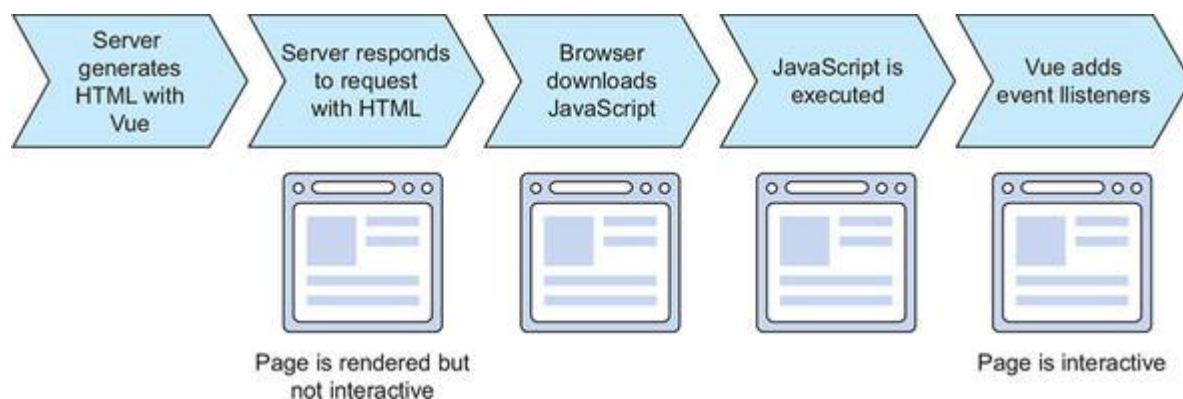 Server
generates
HTML with
Vue
Server responds
to request
with HTML
Browser
downloads
JavaScript
JavaScript is
executed
Vue adds
event llisteners
Page is rendered but
not interactive
Page is interactive